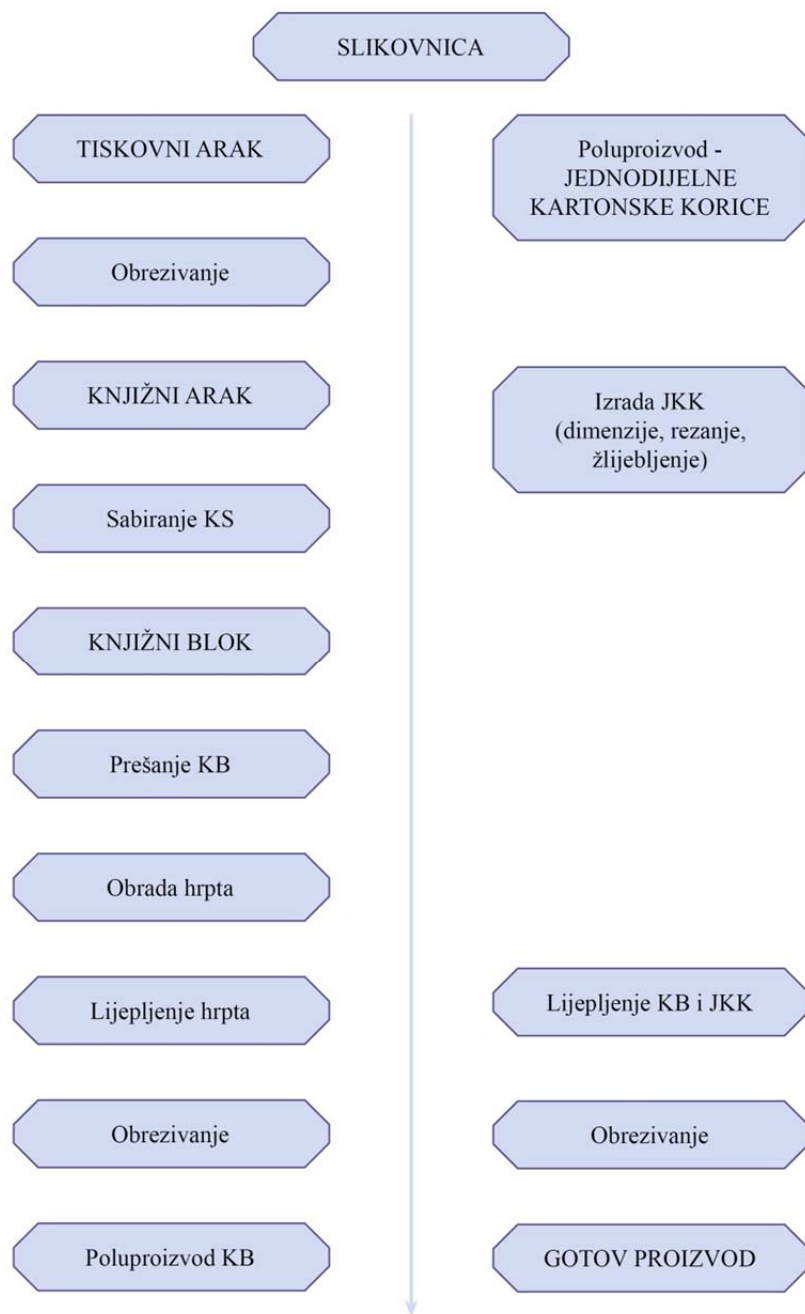 SLIKOVNICA
TISKOVNI ARAK
Obrezivanje
KNJIŽNI ARAK
Sabiranje KS
KNJIŽNI BLOK
Prešanje KB
Obrada hrpta
Lijepljenje hrpta
Obrezivanje
Poluproizvod KB
Poluproizvod -
JEDNODIJELNE
KARTONSKE KORICE
Izrada JKK
(dimenzije, rezanje,
žlijebljenje)
Lijepljenje KB i JKK
Obrezivanje
GOTOV PROIZVOD